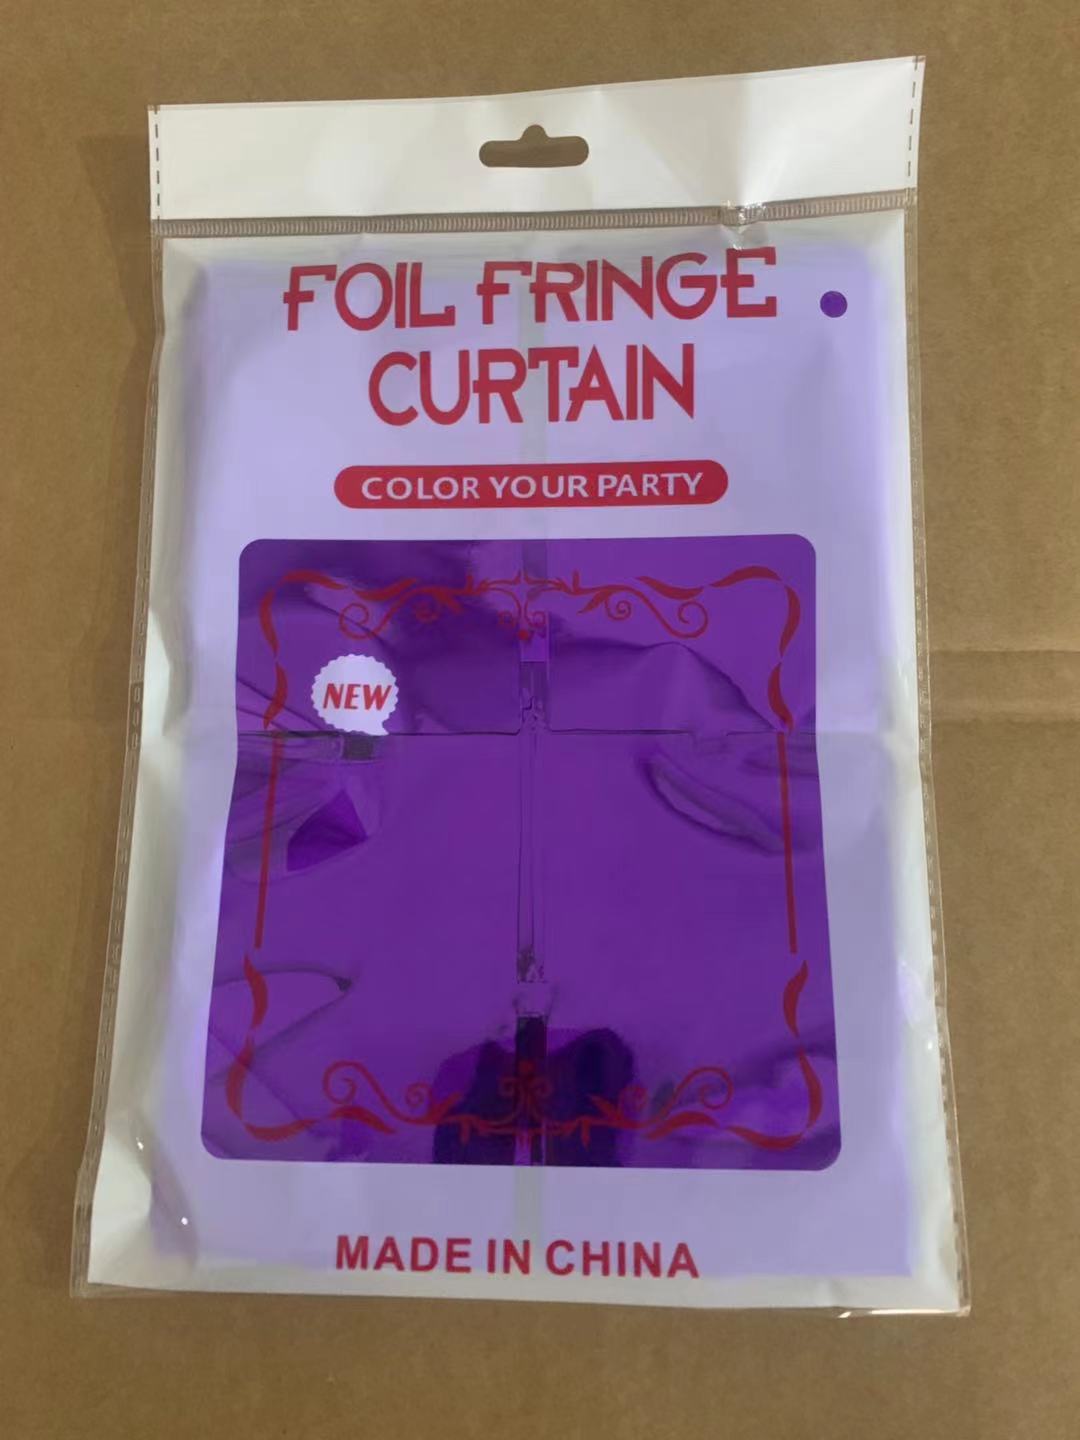 FOIL FRINGE
CURTAIN
COLOR YOUR PARTY
NEW
MADE IN CHINA